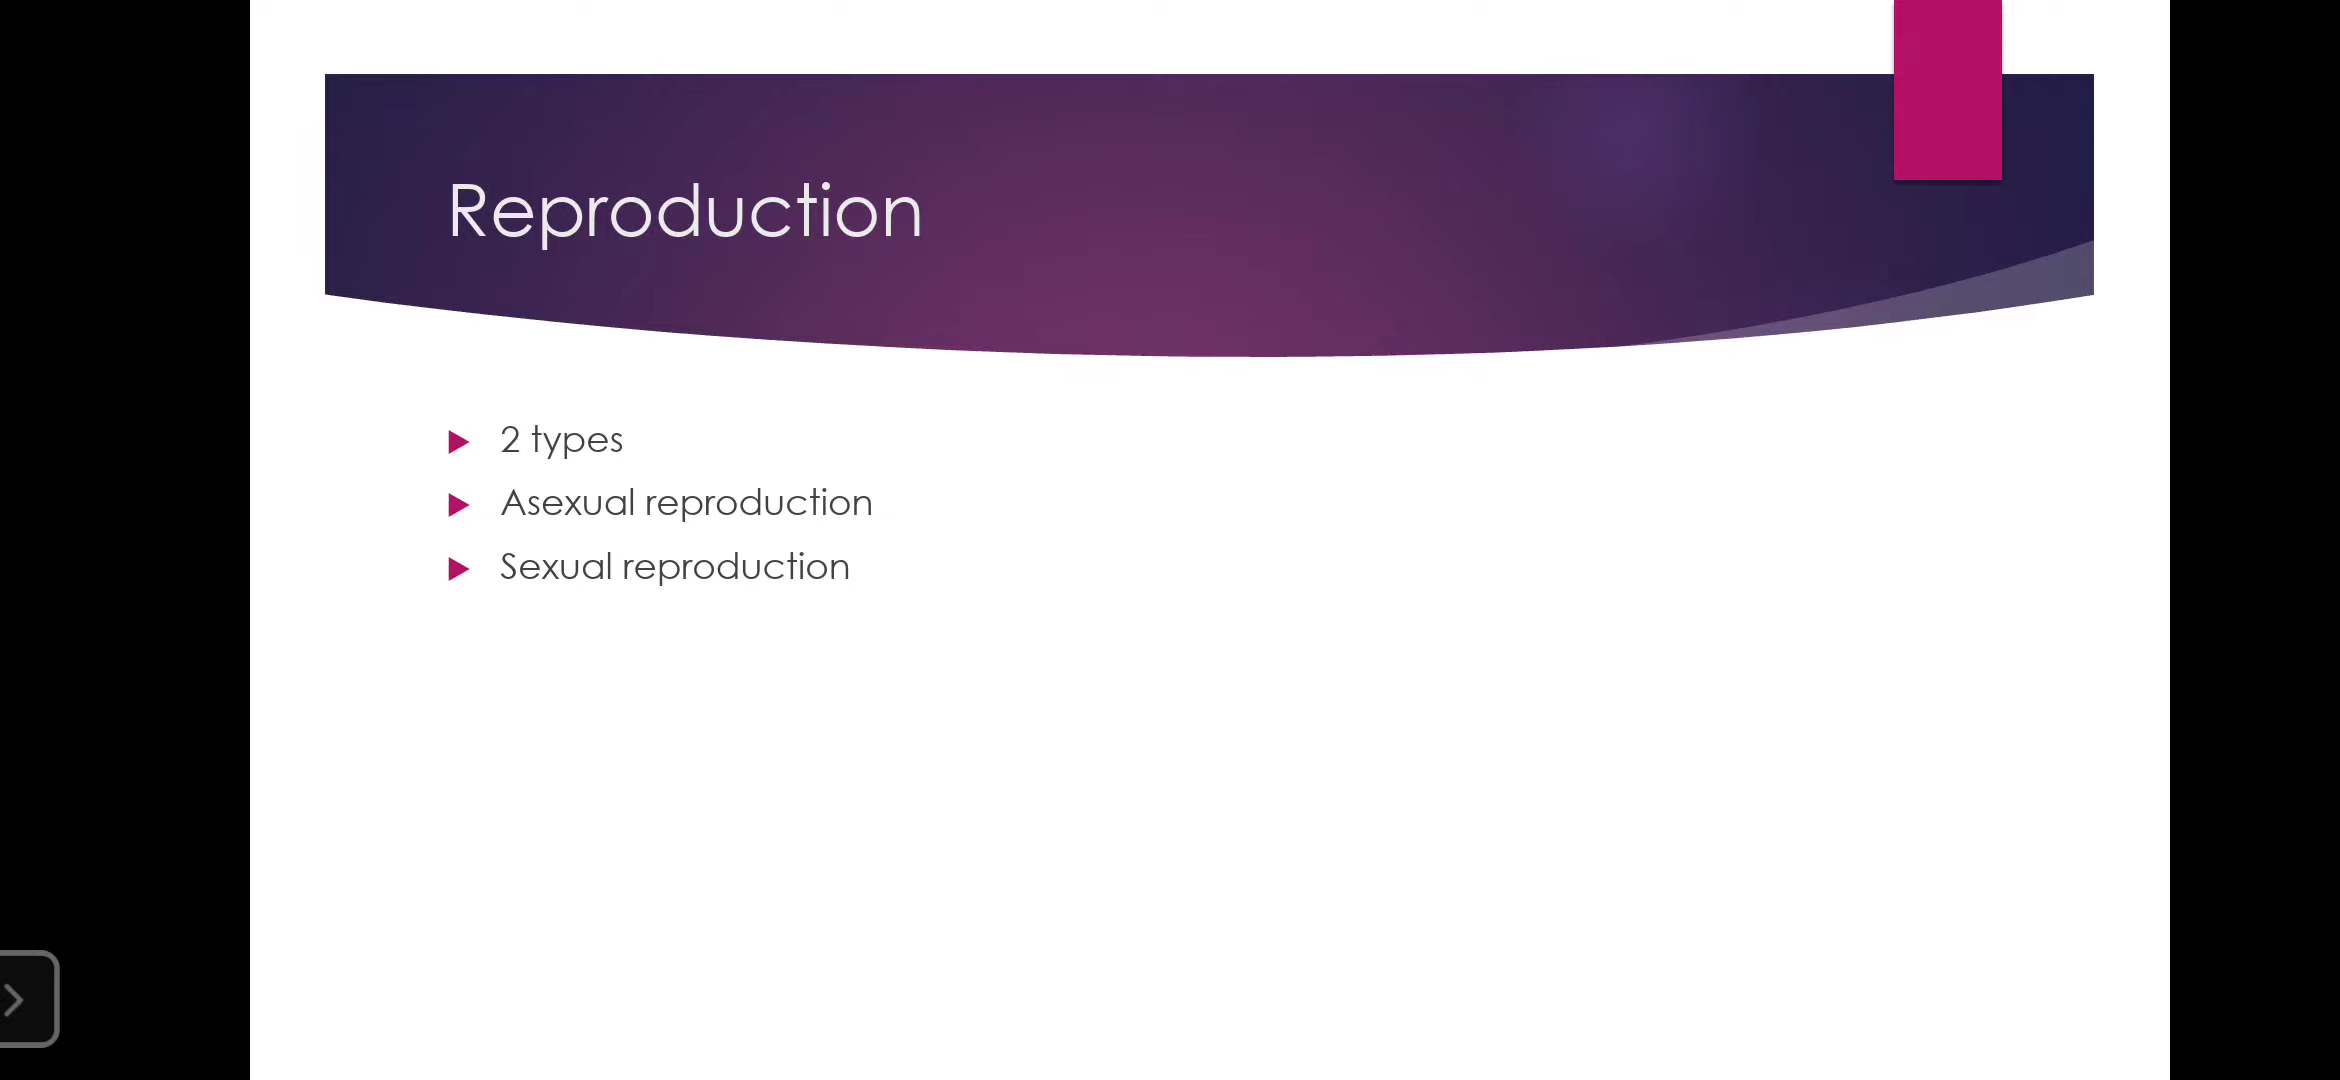 Reproduction
2 types
Asexual reproduction
Sexual reproduction